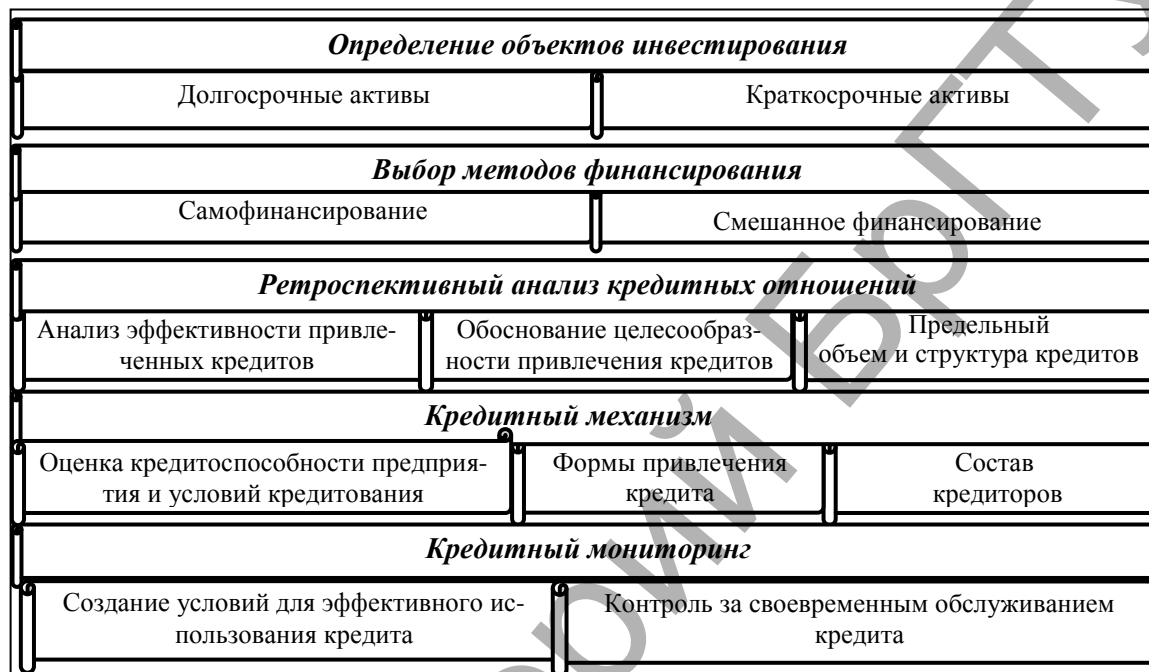 Определение объектов инвестирования
Долгосрочные активы
Краткосрочные активы
Выбор методов финансирования
Самофинансирование
Смешанное финансирование
Ретроспективный анализ кредитных отношений
Анализ эффективности привле-
ченных кредитов
Обоснование целесообраз-
ности привлечения кредитов
Предельный
объем и структура кредитов
Кредитный механизм
Оценка кредитоспособности предприя-
тия и условий кредитования
Формы привлечения
кредита
Состав
кредиторов
Кредитный мониторинг
Создание условий для эффективного ис-
пользования кредита
Контроль за своевременным обслуживанием
кредита